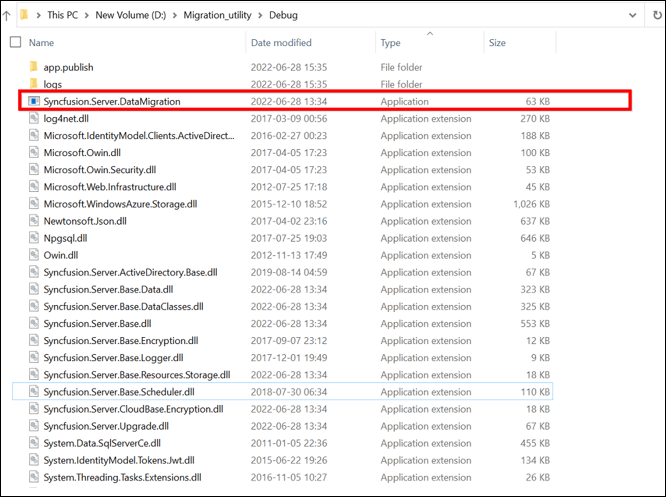 This PC > New Volume (D:) > Migration_utility > Debug
Name Date modified Type Size
app.publish 2022-06-28 15:35 File folder
logs 2022-06-28 15:35 File folder
Syncfusion.Server.DataMigration 2022-06-28 13:34 Application 63 KB
log4net.dll 2017-03-09 00:56 Application extension 270 KB
Microsoft.IdentityModel.Clients.ActiveDirect... 2016-02-27 00:23 Application extension 188 KB
Microsoft.Owin.dll 2017-04-05 17:23 Application extension 100 KB
Microsoft.Owin.Security.dll 2017-04-05 17:23 Application extension 53 KB
Microsoft.Web.Infrastructure.dll 2012-07-25 17:18 Application extension 45 KB
Microsoft.WindowsAzure.Storage.dll 2015-12-10 18:52 Application extension 1,026 KB
Newtonsoft.Json.dll 2017-04-02 23:16 Application extension 637 KB
Npgsql.dll 2017-07-25 19:03 Application extension 646 KB
Owin.dll 2012-11-13 17:49 Application extension 5 KB
Syncfusion.Server.ActiveDirectory.Base.dll 2019-08-14 04:59 Application extension 67 KB
Syncfusion.Server.Base.Data.dll 2022-06-28 13:34 Application extension 323 KB
Syncfusion.Server.Base.DataClasses.dll 2022-06-28 13:34 Application extension 325 KB
Syncfusion.Server.Base.dll 2022-06-28 13:34 Application extension 553 KB
Syncfusion.Server.Base.Encryption.dll 2017-09-07 23:12 Application extension 12 KB
Syncfusion.Server.Base.Logger.dll 2017-12-01 19:49 Application extension 9 KB
Syncfusion.Server.Base.Resources.Storage.dll 2022-06-28 13:34 Application extension 18 KB
Syncfusion.Server.Base.Scheduler.dll 2018-07-30 06:34 Application extension 110 KB
Syncfusion.Server.CloudBase.Encryption.dll 2022-06-28 13:34 Application extension 18 KB
Syncfusion.Server.Upgrade.dll 2022-06-28 13:34 Application extension 67 KB
System.Data.SqlServerCe.dll 2011-01-05 22:36 Application extension 455 KB
System.IdentityModel.Tokens.Jwt.dll 2015-06-22 19:26 Application extension 134 KB
System.Threading.Tasks.Extensions.dll 2016-11-05 10:27 Application extension 26 KB